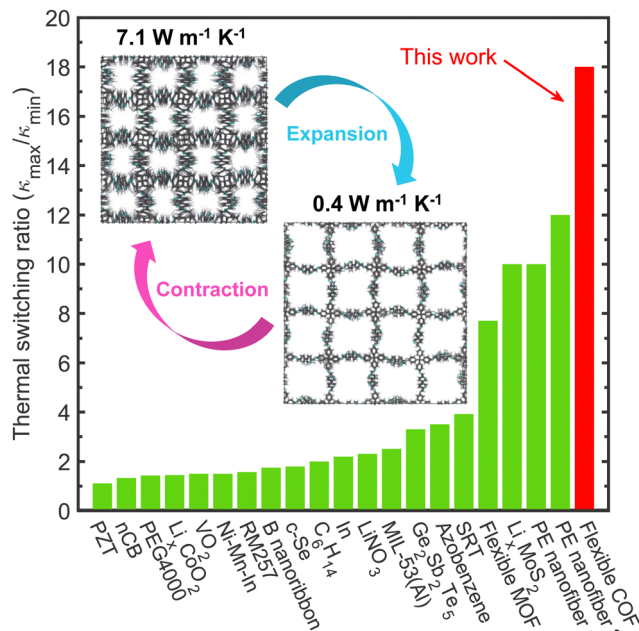 7.1 W m⁻¹ K⁻¹
This work
Expansion
0.4 W m⁻¹ K⁻¹
Contraction
Thermal switching ratio (κmax/κmin)
20
18
16
14
12
10
8
6
4
2
0
PZT
nCB
PEG4000
LiₓCoO₂
VO₂
Ni-Mn-In
RM257
B nanoribbon
c-Se
C₆H₁₄
In
LiNO₃
MIL-53(Al)
Ge₂Sb₂Te₅
Azobenzene
SRT
Flexible MOF
LiₓMoS₂
PE nanofiber
PE nanofiber
Flexible COF